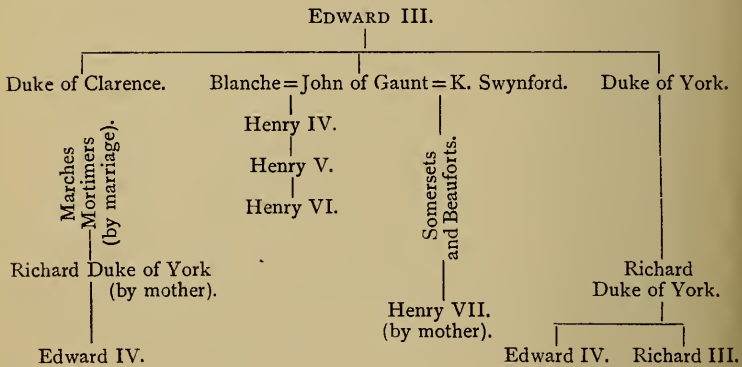 EDWARD III.
Duke of Clarence. Blanche=John of Gaunt=K. Swynford. Duke of York.
Marches
Mortimers
(by marriage).
Henry IV.
Henry V.
Henry VI.
Somersets
and Beauforts.
Richard Duke of York
(by mother).
Richard
Duke of York.
Henry VII.
(by mother).
Edward IV.
Edward IV. Richard III.